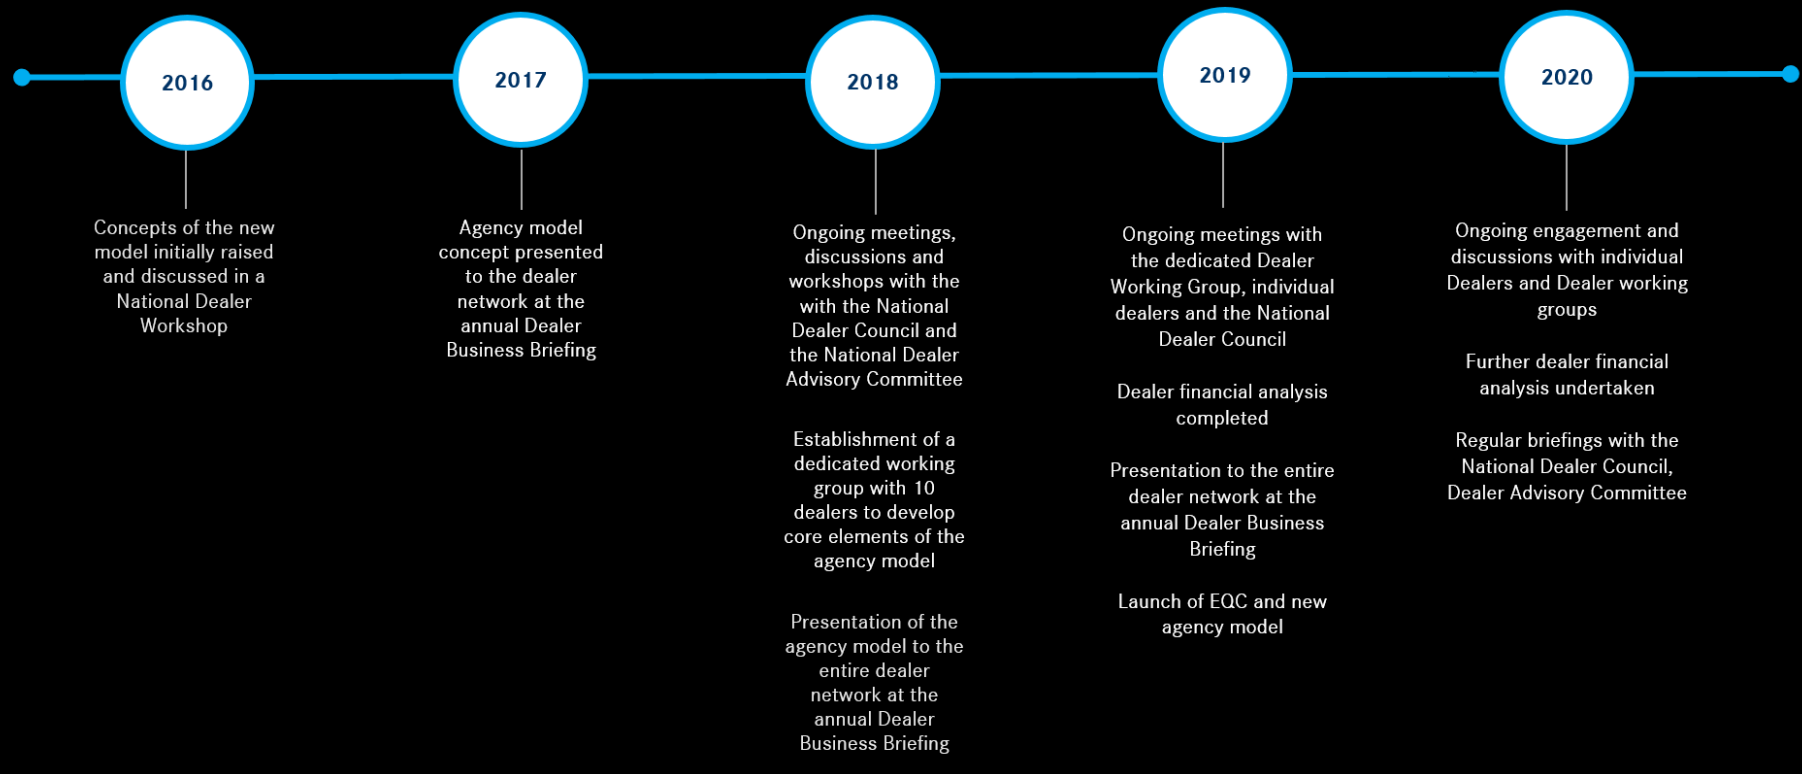 2016
Concepts of the new
model initially raised
and discussed in a
National Dealer
Workshop
2017
Agency model
concept presented
to the dealer
network at the
annual Dealer
Business Briefing
2018
Ongoing meetings,
discussions and
workshops with the
with the National
Dealer Council and
the National Dealer
Advisory Committee
Establishment of a
dedicated working
group with 10
dealers to develop
core elements of the
agency model
Presentation of the
agency model to the
entire dealer
network at the
annual Dealer
Business Briefing
2019
Ongoing meetings with
the dedicated Dealer
Working Group, individual
dealers and the National
Dealer Council
Dealer financial analysis
completed
Presentation to the entire
dealer network at the
annual Dealer Business
Briefing
Launch of EQC and new
agency model
2020
Ongoing engagement and
discussions with individual
Dealers and Dealer working
groups
Further dealer financial
analysis undertaken
Regular briefings with the
National Dealer Council,
Dealer Advisory Committee